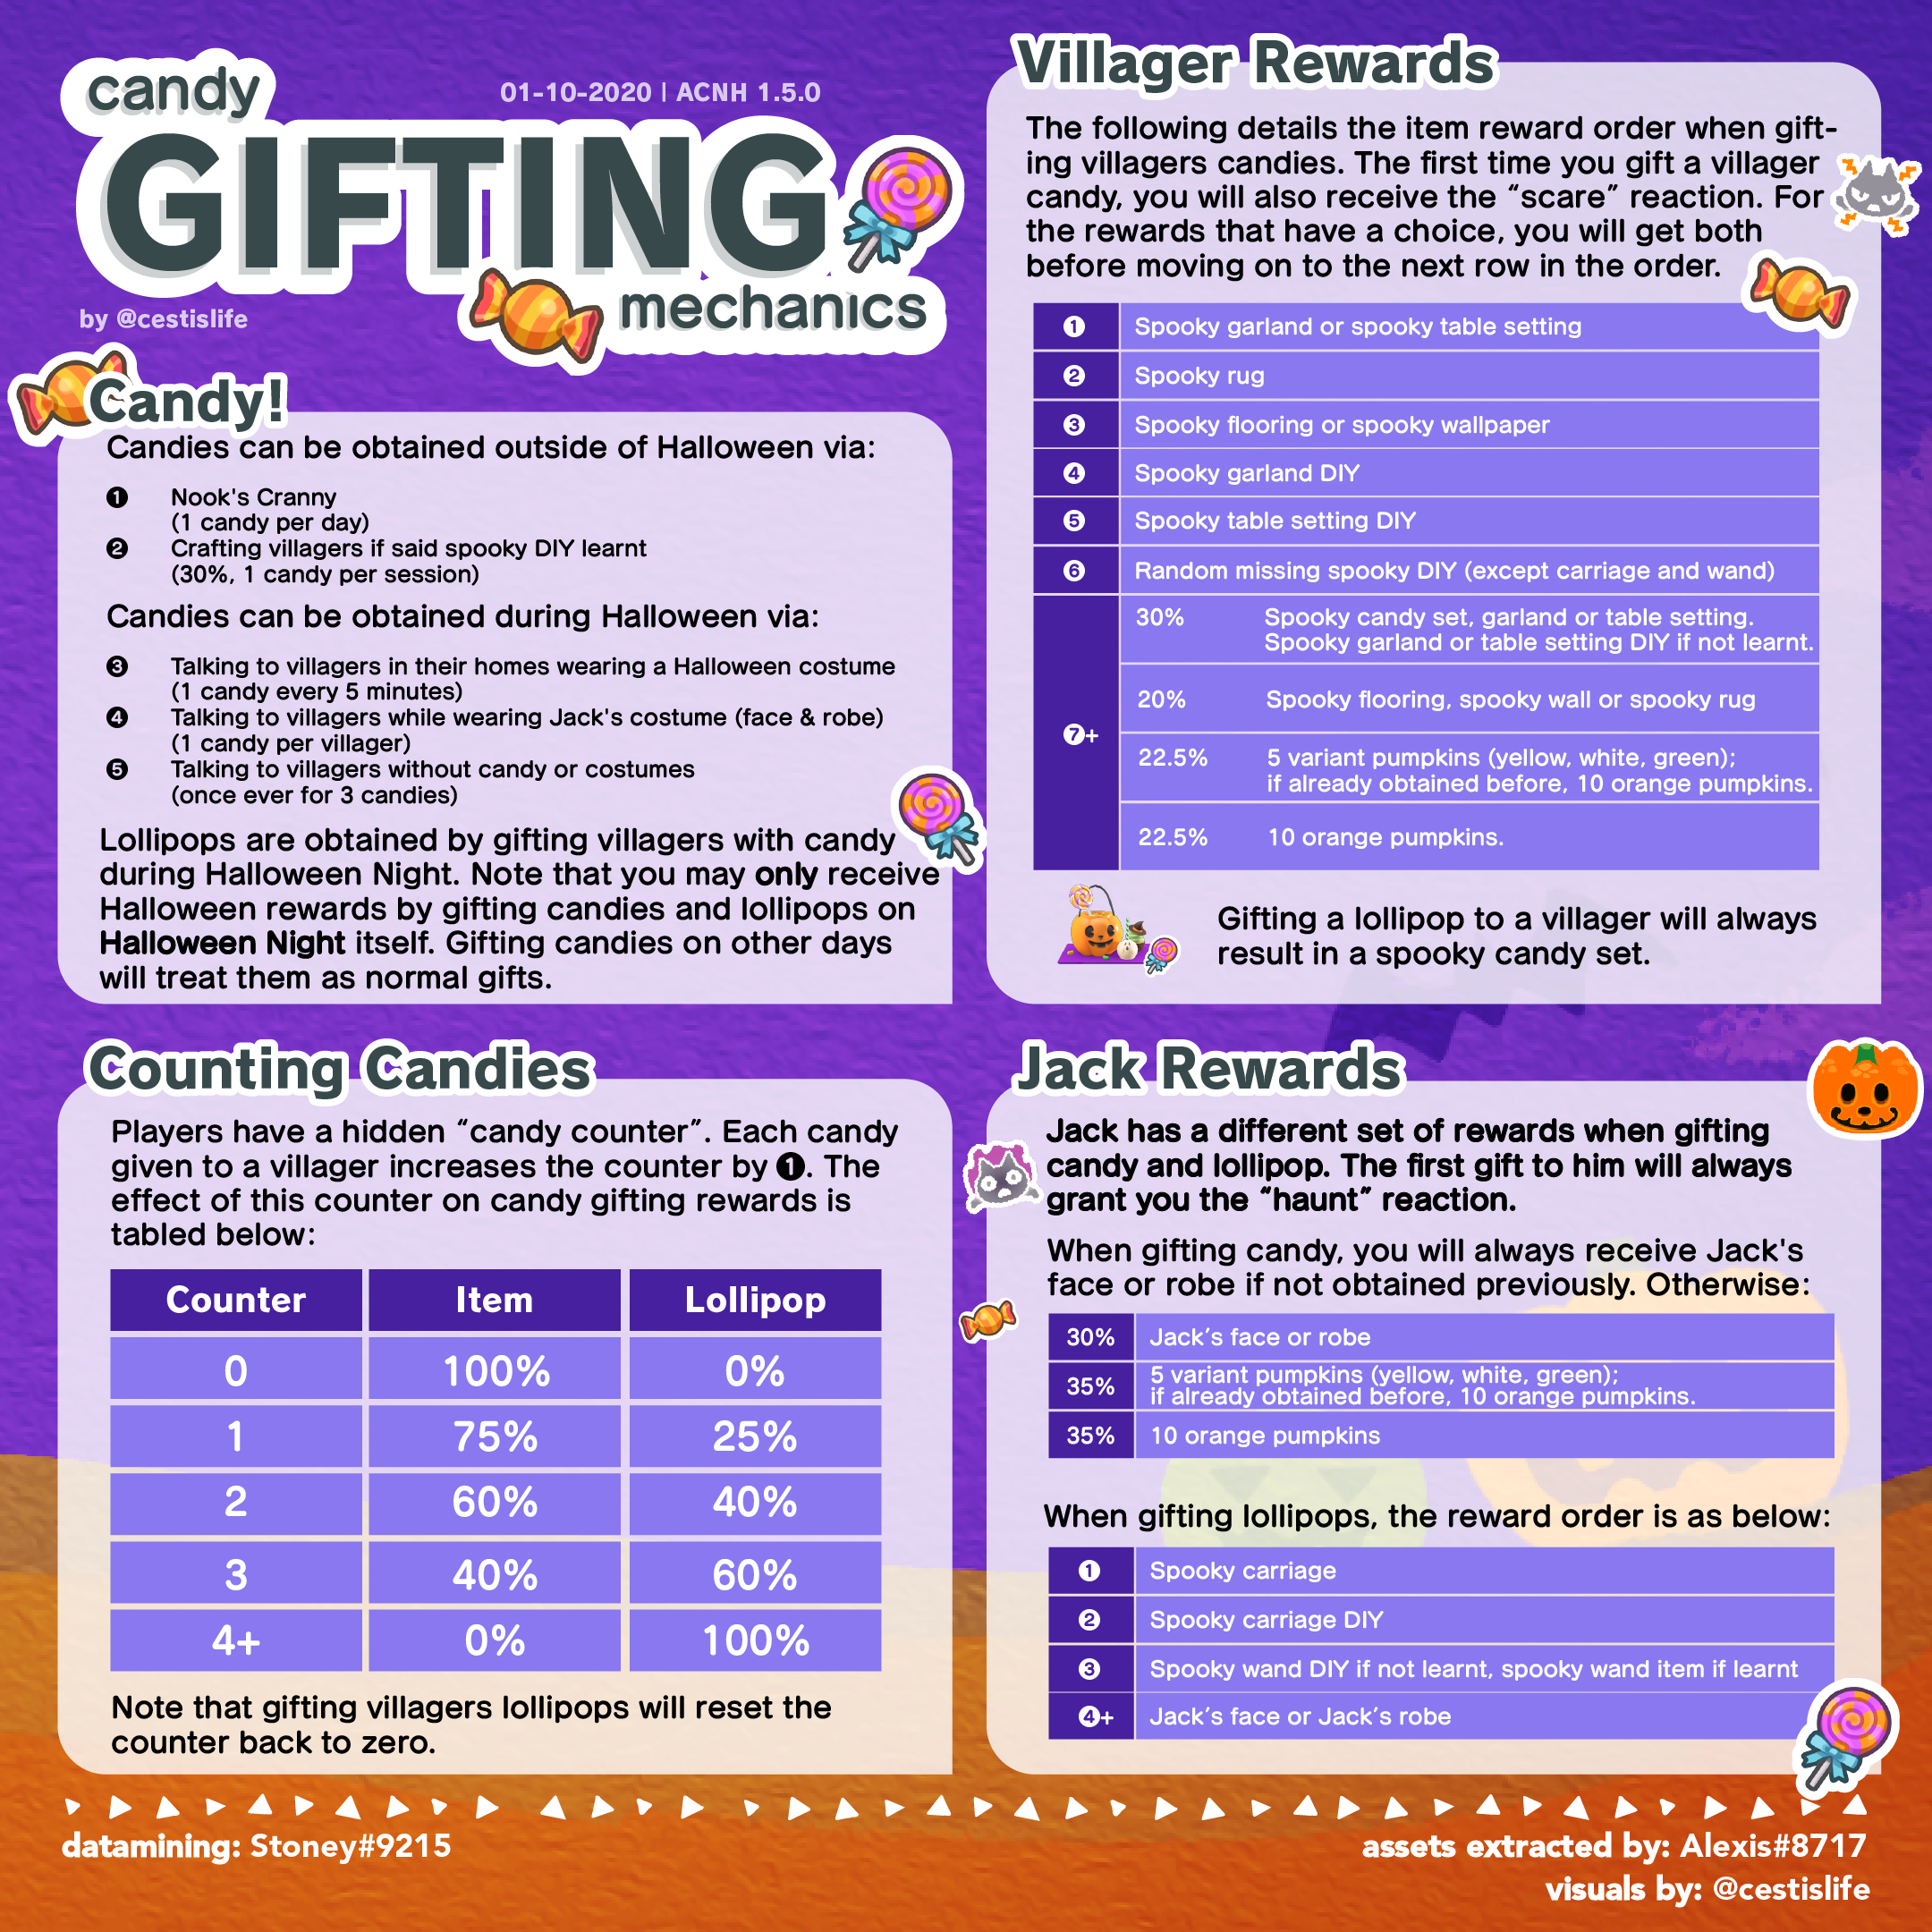 candy
01-10-2020 | ACNH 1.5.0
GIFTING
mechanics
by @cestislife
Candy!
Candies can be obtained outside of Halloween via:
1 Nook's Cranny
(1 candy per day)
2 Crafting villagers if said spooky DIY learnt
(30%, 1 candy per session)
Candies can be obtained during Halloween via:
3 Talking to villagers in their homes wearing a Halloween costume
(1 candy every 5 minutes)
4 Talking to villagers while wearing Jack's costume (face & robe)
(1 candy per villager)
5 Talking to villagers without candy or costumes
(once ever for 3 candies)
Lollipops are obtained by gifting villagers with candy
during Halloween Night. Note that you may only receive
Halloween rewards by gifting candies and lollipops on
Halloween Night itself. Gifting candies on other days
will treat them as normal gifts.
Villager Rewards
The following details the item reward order when gift-
ing villagers candies. The first time you gift a villager
candy, you will also receive the “scare” reaction. For
the rewards that have a choice, you will get both
before moving on to the next row in the order.
1 Spooky garland or spooky table setting
2 Spooky rug
3 Spooky flooring or spooky wallpaper
4 Spooky garland DIY
5 Spooky table setting DIY
6 Random missing spooky DIY (except carriage and wand)
7+
30% Spooky candy set, garland or table setting.
Spooky garland or table setting DIY if not learnt.
20% Spooky flooring, spooky wall or spooky rug
22.5% 5 variant pumpkins (yellow, white, green);
if already obtained before, 10 orange pumpkins.
22.5% 10 orange pumpkins.
Gifting a lollipop to a villager will always
result in a spooky candy set.
Counting Candies
Players have a hidden “candy counter”. Each candy
given to a villager increases the counter by 1. The
effect of this counter on candy gifting rewards is
tabled below:
Counter Item Lollipop
0 100% 0%
1 75% 25%
2 60% 40%
3 40% 60%
4+ 0% 100%
Note that gifting villagers lollipops will reset the
counter back to zero.
Jack Rewards
Jack has a different set of rewards when gifting
candy and lollipop. The first gift to him will always
grant you the “haunt” reaction.
When gifting candy, you will always receive Jack's
face or robe if not obtained previously. Otherwise:
30% Jack’s face or robe
35% 5 variant pumpkins (yellow, white, green);
if already obtained before, 10 orange pumpkins.
35% 10 orange pumpkins
When gifting lollipops, the reward order is as below:
1 Spooky carriage
2 Spooky carriage DIY
3 Spooky wand DIY if not learnt, spooky wand item if learnt
4+ Jack’s face or Jack’s robe
datamining: Stoney#9215
assets extracted by: Alexis#8717
visuals by: @cestislife